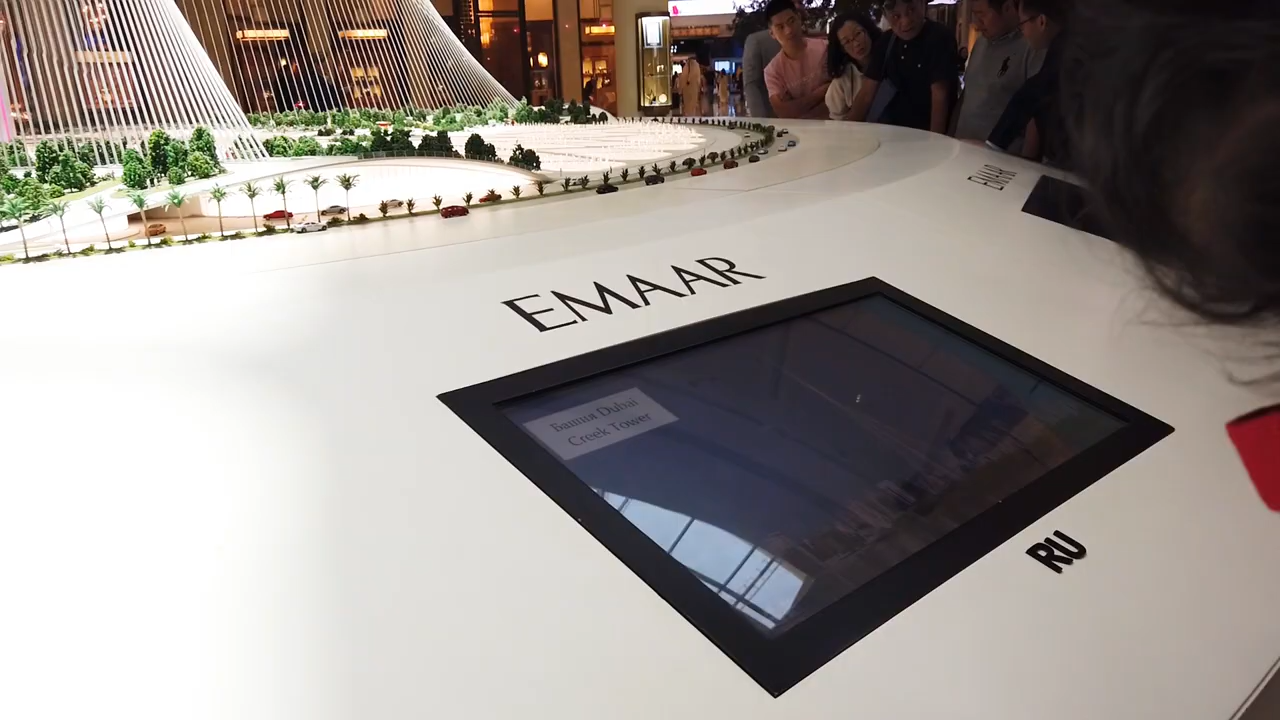 EMAAR
EMAAR
Башня Dubai
Creek Tower
RU